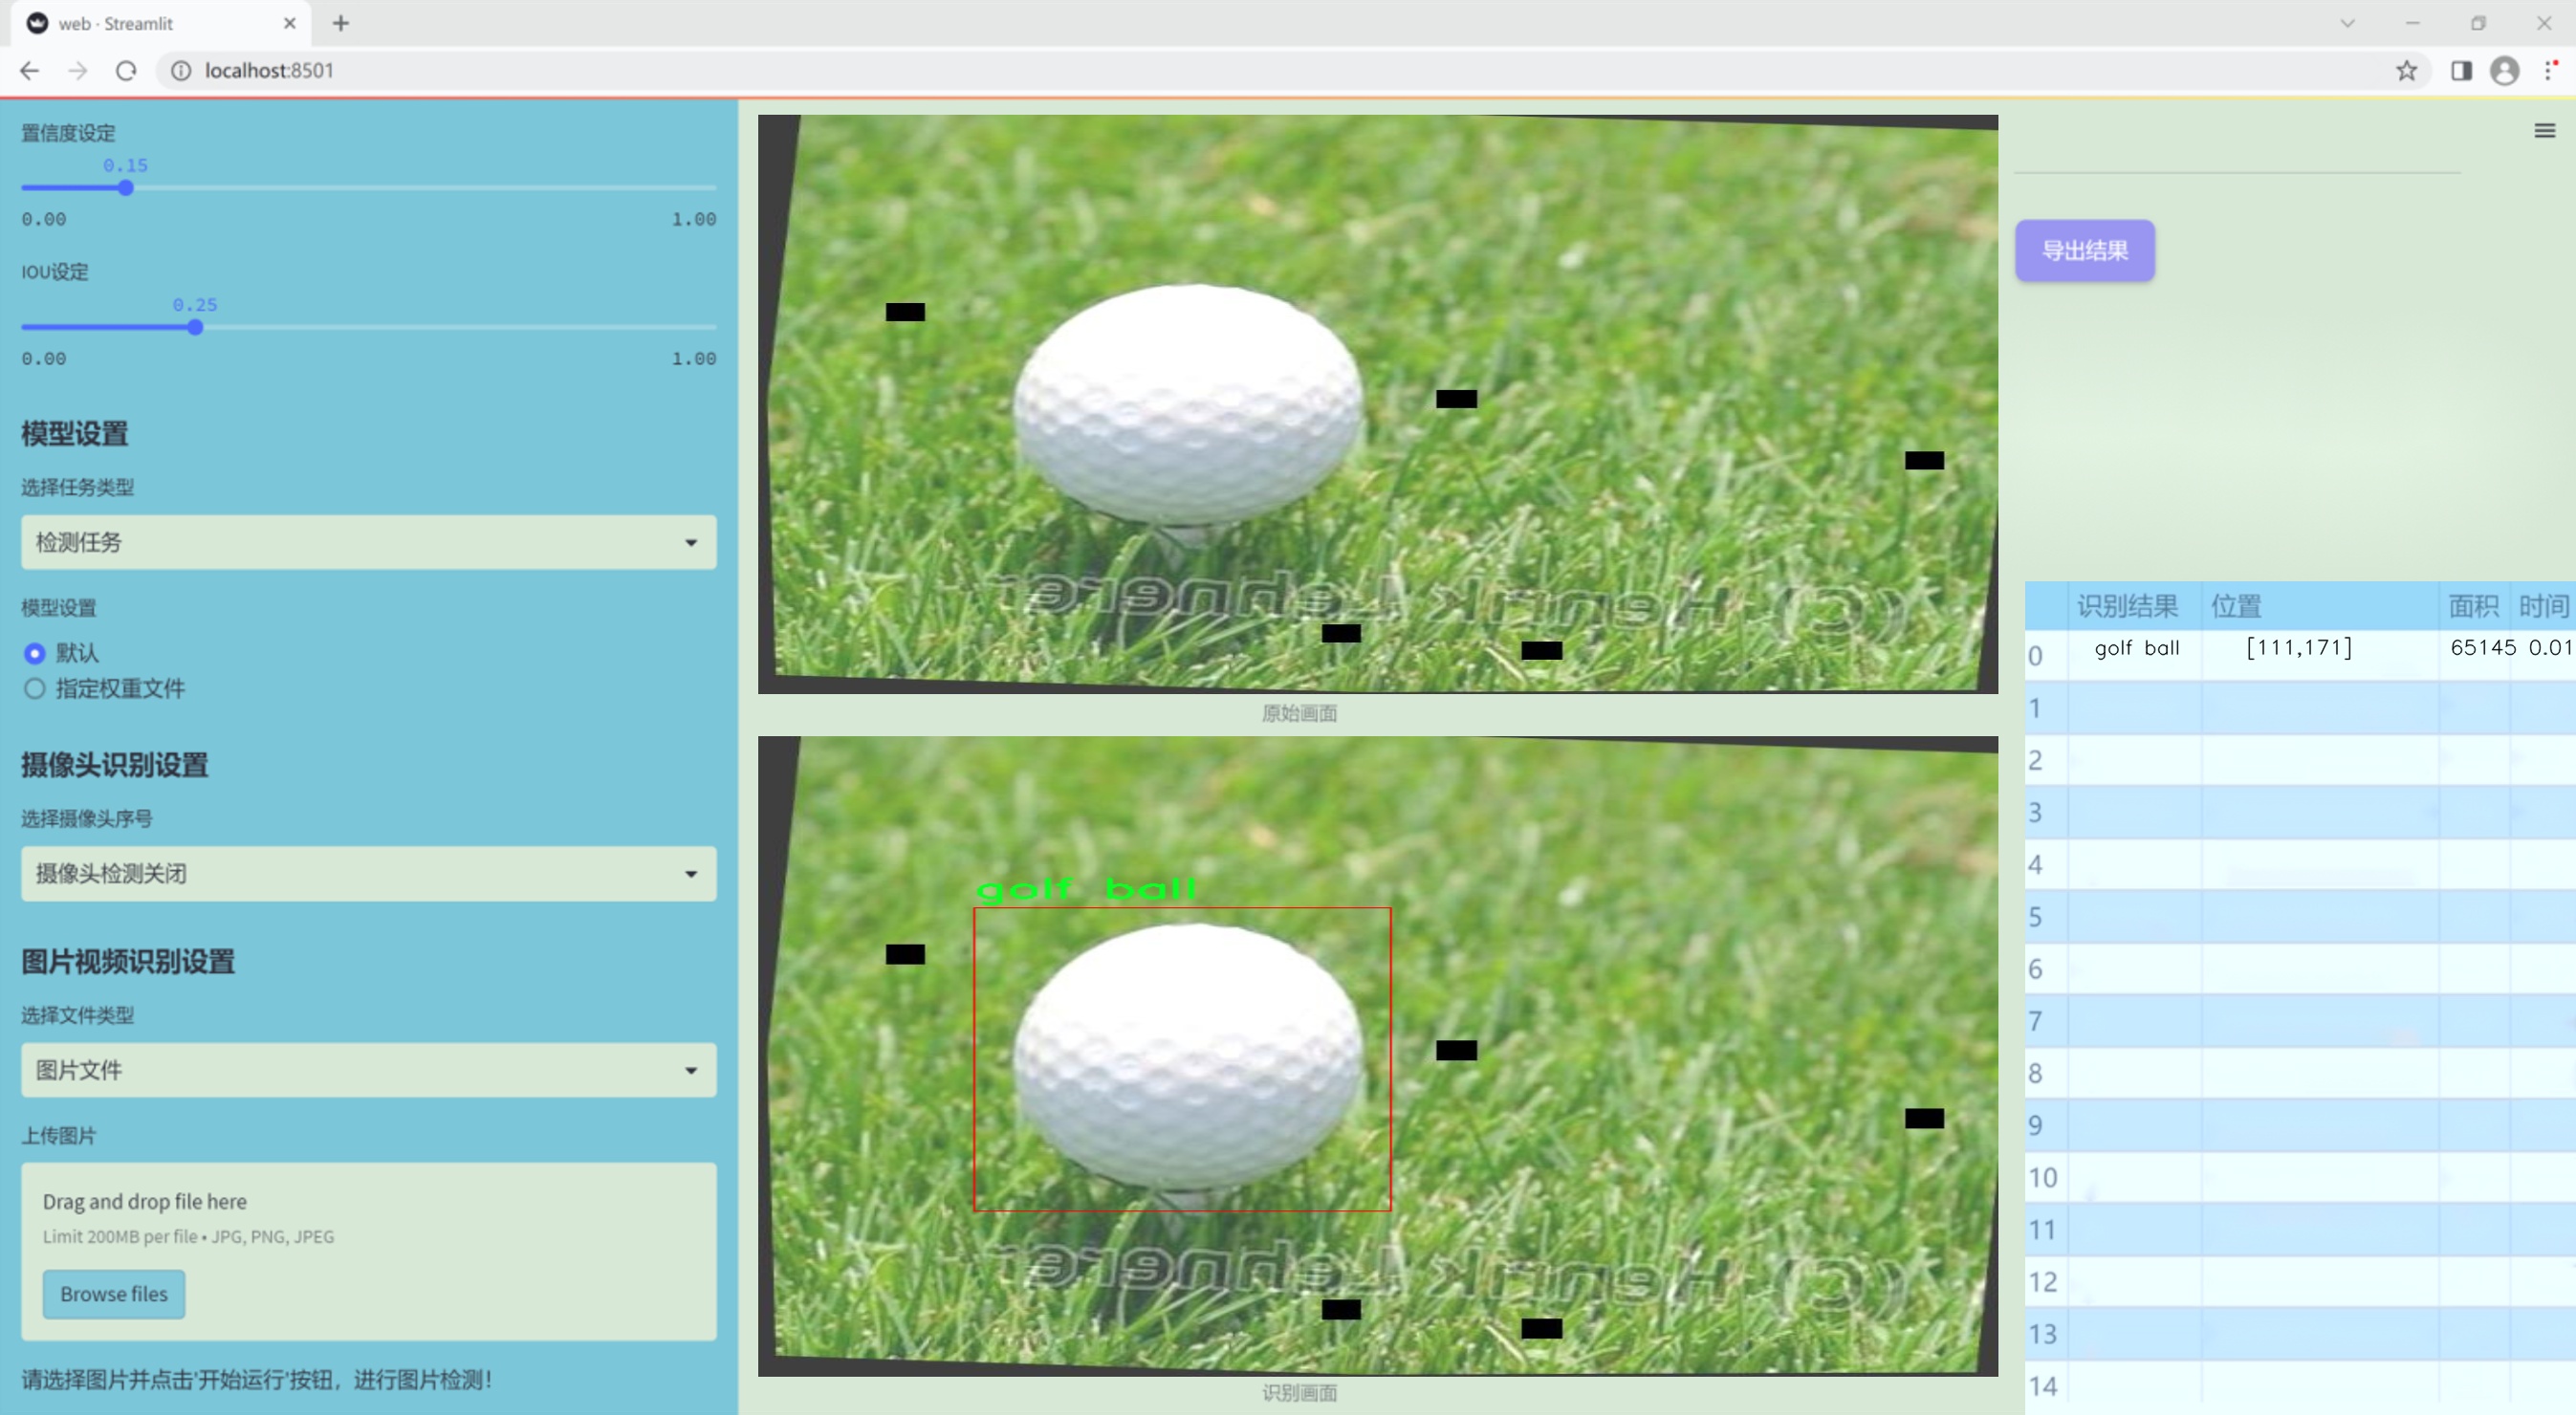 web · Streamlit
localhost:8501
置信度设定
0.15
0.00 1.00
IOU设定
0.25
0.00 1.00
模型设置
选择任务类型
检测任务
模型设置
默认
指定权重文件
摄像头识别设置
选择摄像头序号
摄像头检测关闭
图片视频识别设置
选择文件类型
图片文件
上传图片
Drag and drop file here
Limit 200MB per file • JPG, PNG, JPEG
Browse files
请选择图片并点击'开始运行'按钮，进行图片检测!
(C) Henrik Lehnerer
原始画面
golf ball
(C) Henrik Lehnerer
识别画面
导出结果
识别结果 位置 面积 时间
0 golf ball [111,171] 65145 0.01
1
2
3
4
5
6
7
8
9
10
11
12
13
14